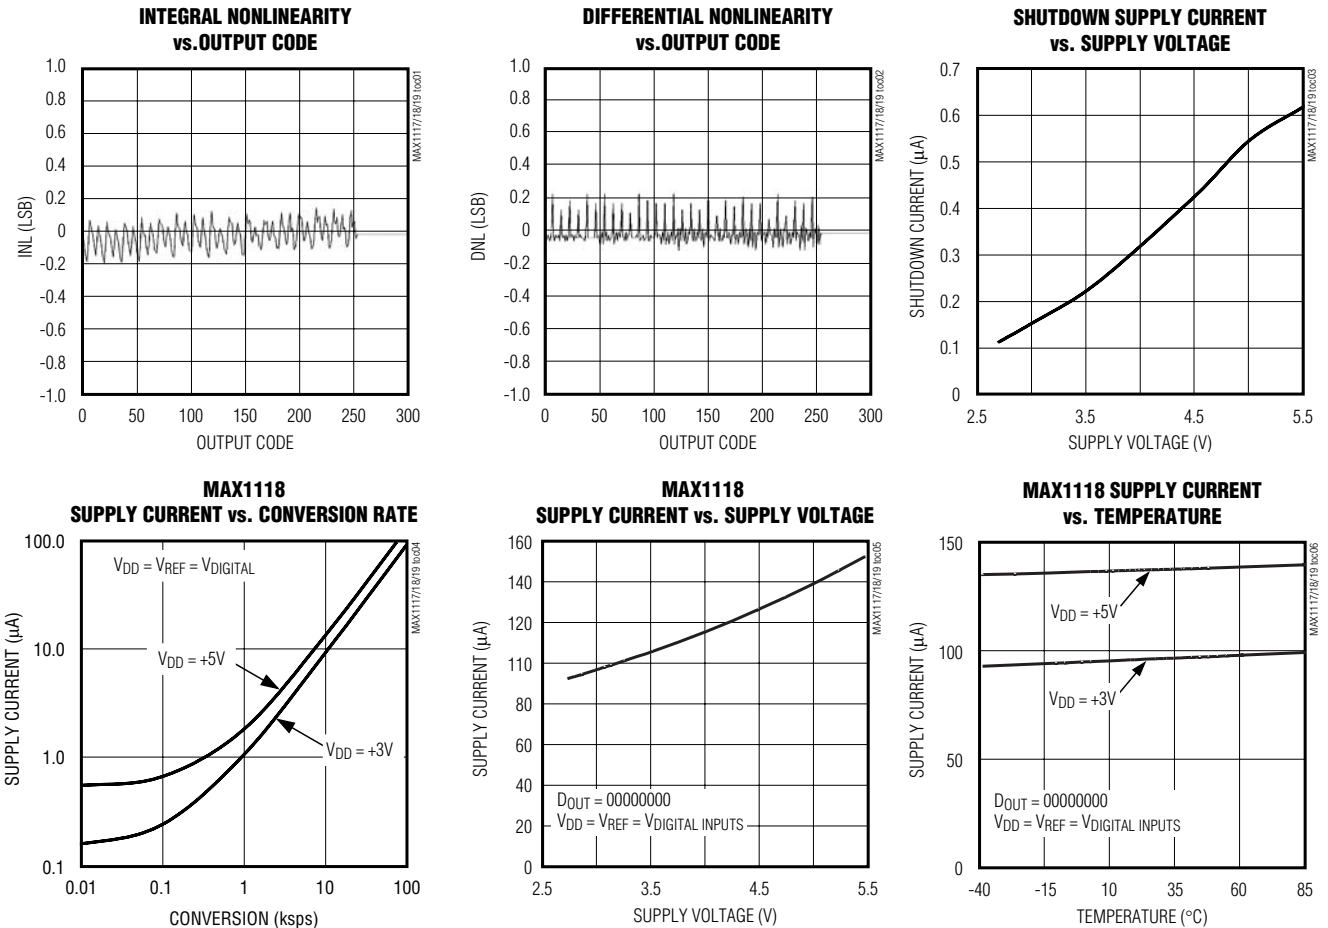 INTEGRAL NONLINEARITY
vs.OUTPUT CODE
1.0
0.8
0.6
0.4
0.2
0
-0.2
-0.4
-0.6
-0.8
-1.0
INL (LSB)
0 50 100 150 200 250 300
OUTPUT CODE
MAX1117/18/19 toc01
DIFFERENTIAL NONLINEARITY
vs.OUTPUT CODE
1.0
0.8
0.6
0.4
0.2
0
-0.2
-0.4
-0.6
-0.8
-1.0
DNL (LSB)
0 50 100 150 200 250 300
OUTPUT CODE
MAX1117/18/19 toc02
SHUTDOWN SUPPLY CURRENT
vs. SUPPLY VOLTAGE
0.7
0.6
0.5
0.4
0.3
0.2
0.1
0
SHUTDOWN CURRENT (μA)
2.5 3.5 4.5 5.5
SUPPLY VOLTAGE (V)
MAX1117/18/19 toc03
MAX1118
SUPPLY CURRENT vs. CONVERSION RATE
100.0
10.0
1.0
0.1
SUPPLY CURRENT (μA)
VDD = VREF = VDIGITAL
VDD = +5V
VDD = +3V
0.01 0.1 1 10 100
CONVERSION (ksps)
MAX1117/18/19 toc04
MAX1118
SUPPLY CURRENT vs. SUPPLY VOLTAGE
160
140
120
110
80
60
40
20
0
SUPPLY CURRENT (μA)
DOUT = 00000000
VDD = VREF = VDIGITAL INPUTS
2.5 3.5 4.5 5.5
SUPPLY VOLTAGE (V)
MAX1117/18/19 toc05
MAX1118 SUPPLY CURRENT
vs. TEMPERATURE
150
100
50
0
SUPPLY CURRENT (μA)
VDD = +5V
VDD = +3V
DOUT = 00000000
VDD = VREF = VDIGITAL INPUTS
-40 -15 10 35 60 85
TEMPERATURE (°C)
MAX1117/18/19 toc06